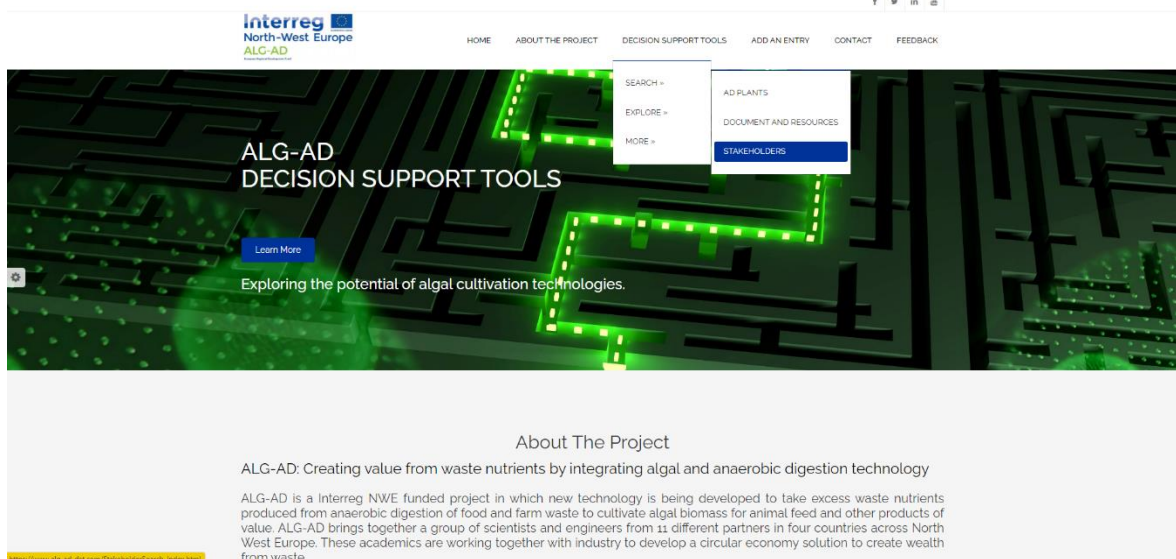 Interreg
North-West Europe
ALG-AD
European Regional Development Fund
HOME ABOUT THE PROJECT DECISION SUPPORT TOOLS ADD AN ENTRY CONTACT FEEDBACK
SEARCH »
EXPLORE »
MORE »
AD PLANTS
DOCUMENT AND RESOURCES
STAKEHOLDERS
ALG-AD
DECISION SUPPORT TOOLS
Learn More
Exploring the potential of algal cultivation technologies.
About The Project
ALG-AD: Creating value from waste nutrients by integrating algal and anaerobic digestion technology
ALG-AD is a Interreg NWE funded project in which new technology is being developed to take excess waste nutrients
produced from anaerobic digestion of food and farm waste to cultivate algal biomass for animal feed and other products of
value. ALG-AD brings together a group of scientists and engineers from 11 different partners in four countries across North
West Europe. These academics are working together with industry to develop a circular economy solution to create wealth
from waste.